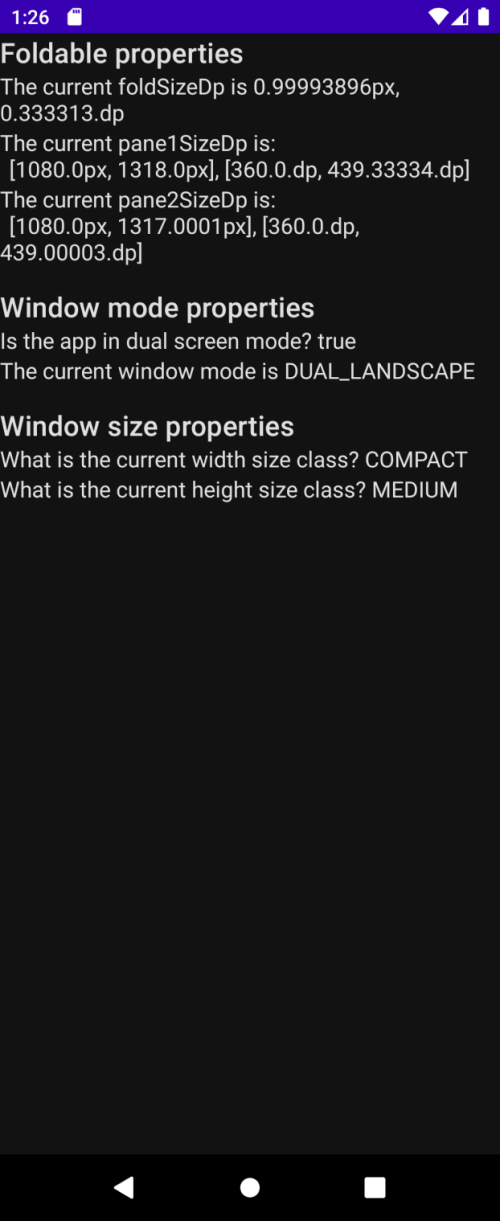 1:26
Foldable properties
The current foldSizeDp is 0.99993896px,
0.333313.dp
The current pane1SizeDp is:
[1080.0px, 1318.0px], [360.0.dp, 439.33334.dp]
The current pane2SizeDp is:
[1080.0px, 1317.0001px], [360.0.dp,
439.00003.dp]
Window mode properties
Is the app in dual screen mode? true
The current window mode is DUAL_LANDSCAPE
Window size properties
What is the current width size class? COMPACT
What is the current height size class? MEDIUM